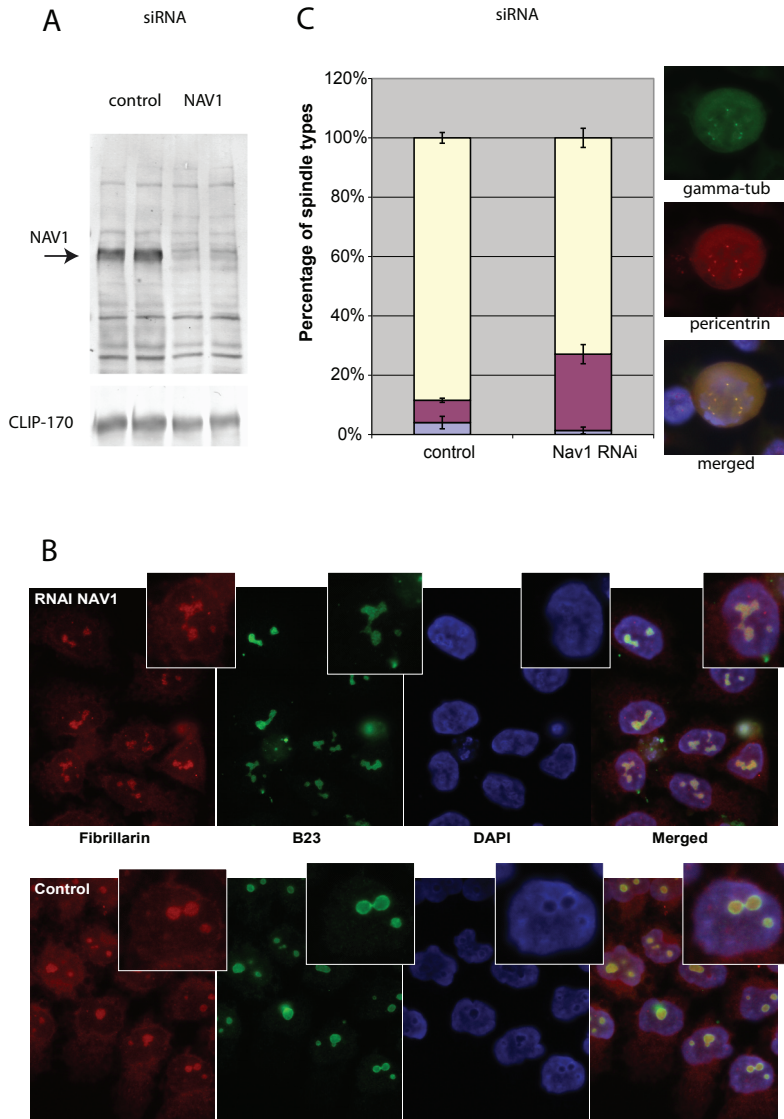 A
siRNA
control NAV1
NAV1
CLIP-170
C
siRNA
Percentage of spindle types
120%
100%
80%
60%
40%
20%
0%
control Nav1 RNAi
gamma-tub
pericentrin
merged
B
RNAI NAV1
Fibrillarin B23 DAPI Merged
Control